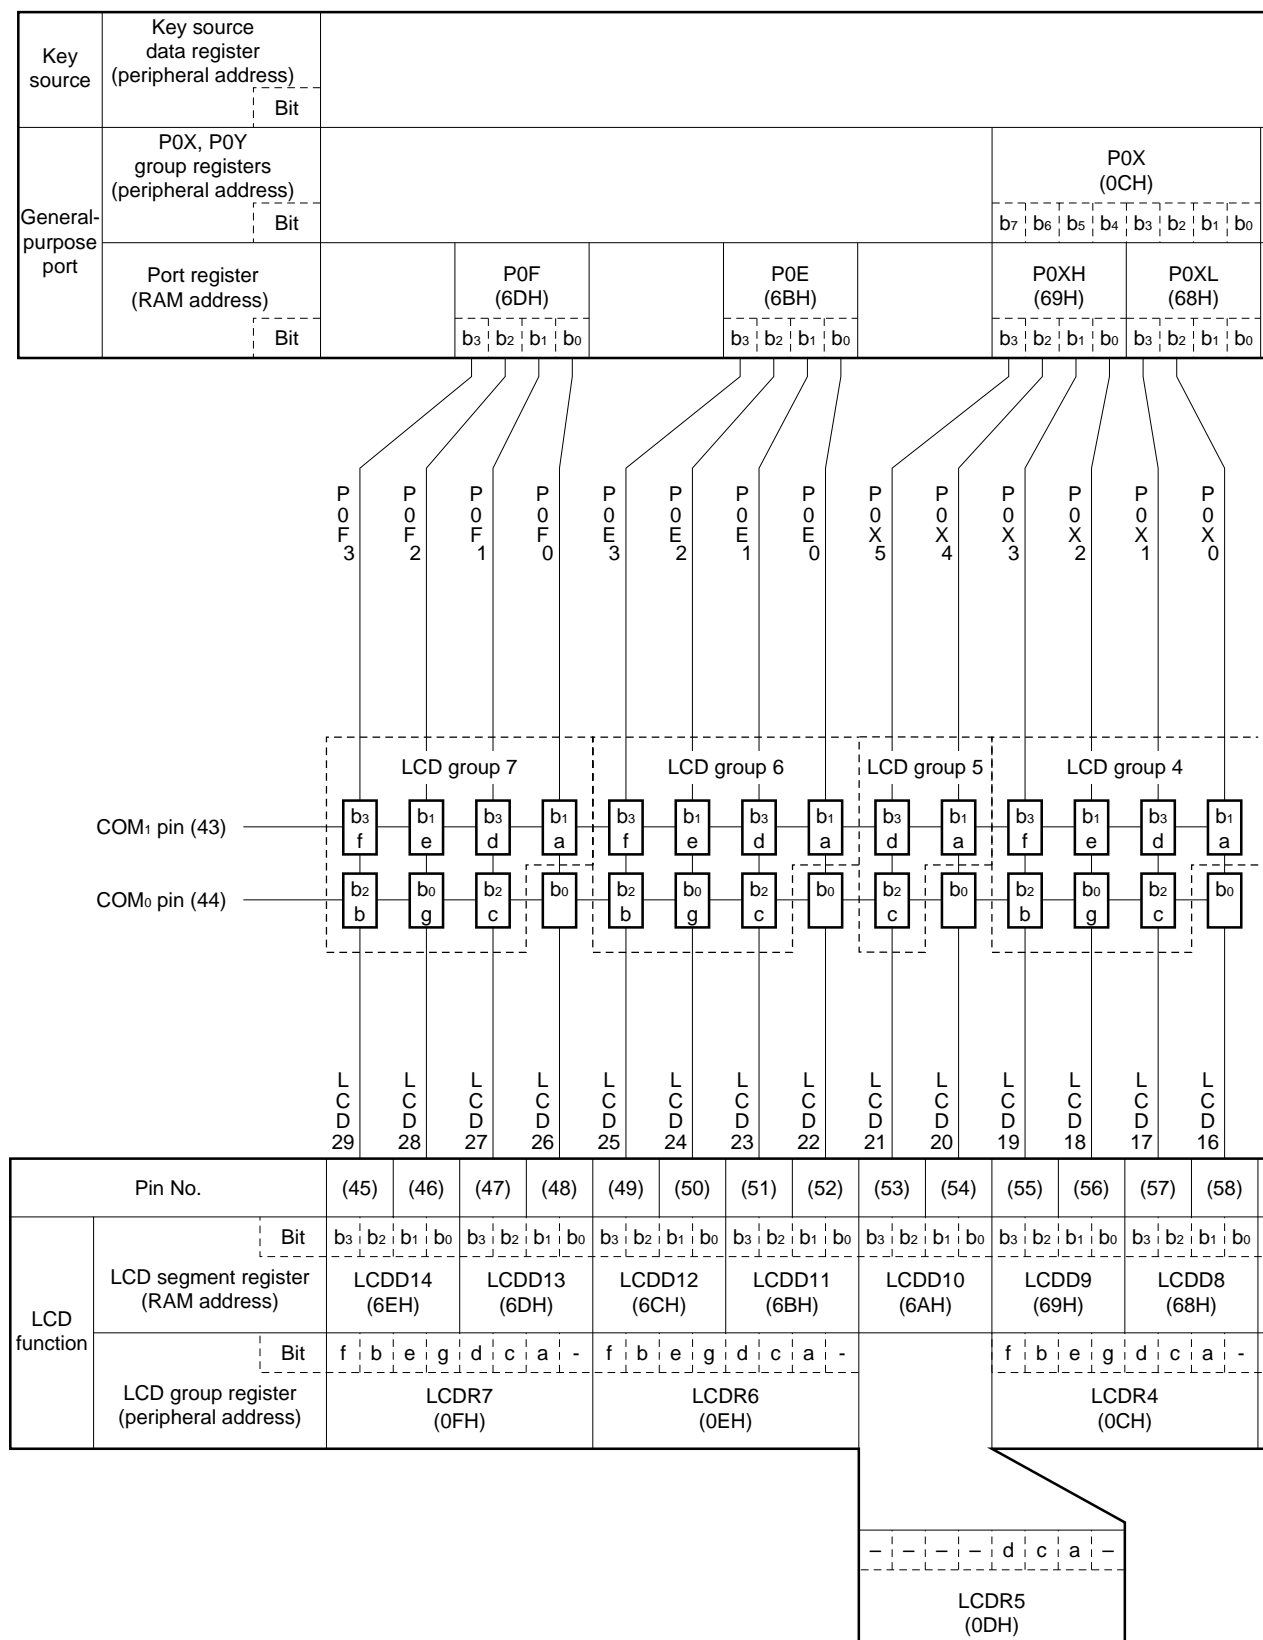 Key source
Key source data register (peripheral address)
Bit
General-purpose port
P0X, P0Y group registers (peripheral address)
Bit
P0X (0CH)
b7 b6 b5 b4 b3 b2 b1 b0
Port register (RAM address)
Bit
P0F (6DH)
b3 b2 b1 b0
P0E (6BH)
b3 b2 b1 b0
P0XH (69H)
b3 b2 b1 b0
P0XL (68H)
b3 b2 b1 b0
P0F3 P0F2 P0F1 P0F0 P0E3 P0E2 P0E1 P0E0 P0X5 P0X4 P0X3 P0X2 P0X1 P0X0
LCD group 7 LCD group 6 LCD group 5 LCD group 4
COM1 pin (43)
b3 b1 b3 b1 b3 b1 b3 b1 b3 b1 b3 b1 b3 b1
f e d a f e d a d a f e d a
COM0 pin (44)
b2 b0 b2 b0 b2 b0 b2 b0 b2 b0 b2 b0 b2 b0
b g c b g c c b g c
LCD29 LCD28 LCD27 LCD26 LCD25 LCD24 LCD23 LCD22 LCD21 LCD20 LCD19 LCD18 LCD17 LCD16
Pin No. (45) (46) (47) (48) (49) (50) (51) (52) (53) (54) (55) (56) (57) (58)
LCD function
Bit b3 b2 b1 b0 b3 b2 b1 b0 b3 b2 b1 b0 b3 b2 b1 b0 b3 b2 b1 b0 b3 b2 b1 b0 b3 b2 b1 b0
LCD segment register (RAM address)
LCDD14 (6EH)
LCDD13 (6DH)
LCDD12 (6CH)
LCDD11 (6BH)
LCDD10 (6AH)
LCDD9 (69H)
LCDD8 (68H)
Bit f b e g d c a - f b e g d c a - f b e g d c a -
LCD group register (peripheral address)
LCDR7 (0FH)
LCDR6 (0EH)
LCDR4 (0CH)
– – – – d c a –
LCDR5 (0DH)